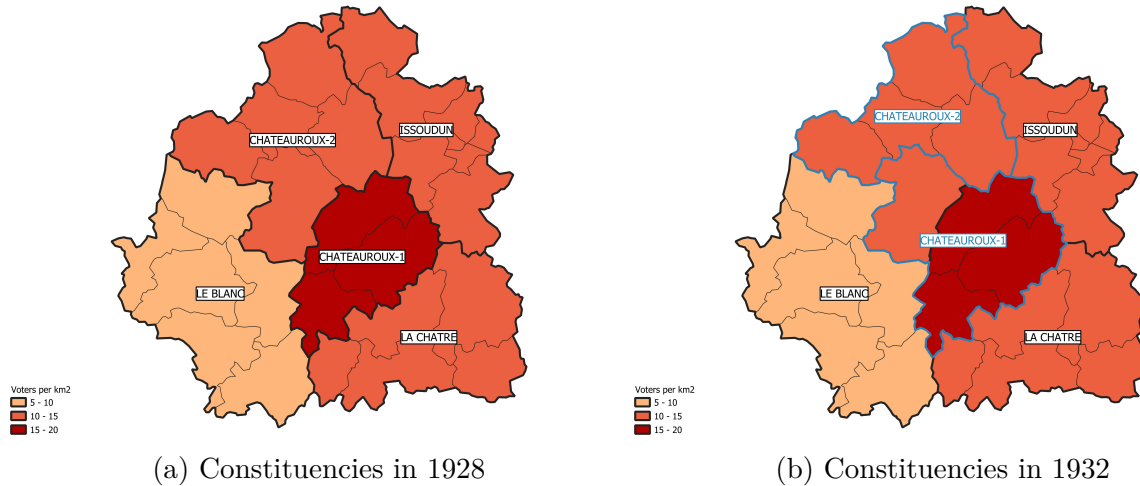 CHATEAUROUX-2
ISSOUDUN
CHATEAUROUX-1
LE BLANC
LA CHATRE
Voters per km2
5 - 10
10 - 15
15 - 20
(a) Constituencies in 1928
CHATEAUROUX-2
ISSOUDUN
CHATEAUROUX-1
LE BLANC
LA CHATRE
Voters per km2
5 - 10
10 - 15
15 - 20
(b) Constituencies in 1932